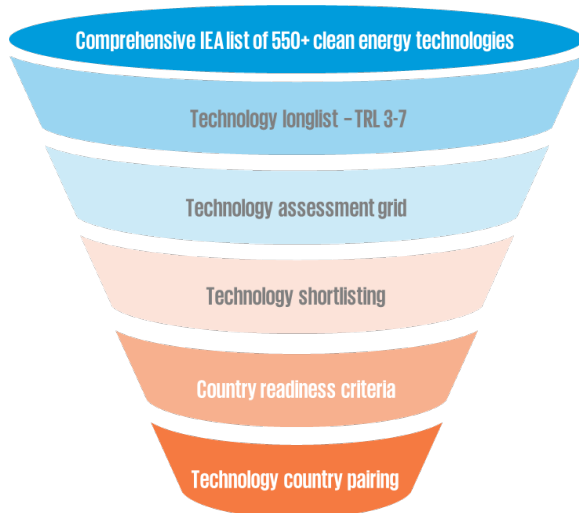 Comprehensive IEA list of 550+ clean energy technologies
Technology longlist – TRL 3-7
Technology assessment grid
Technology shortlisting
Country readiness criteria
Technology country pairing